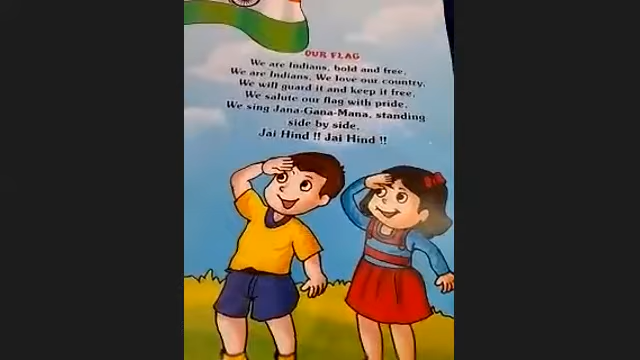 OUR FLAG
We are Indians, bold and free.
We are Indians, We love our country.
We will guard it and keep it free.
We salute our flag with pride.
We sing Jana-Gana-Mana, standing
side by side.
Jai Hind !! Jai Hind !!